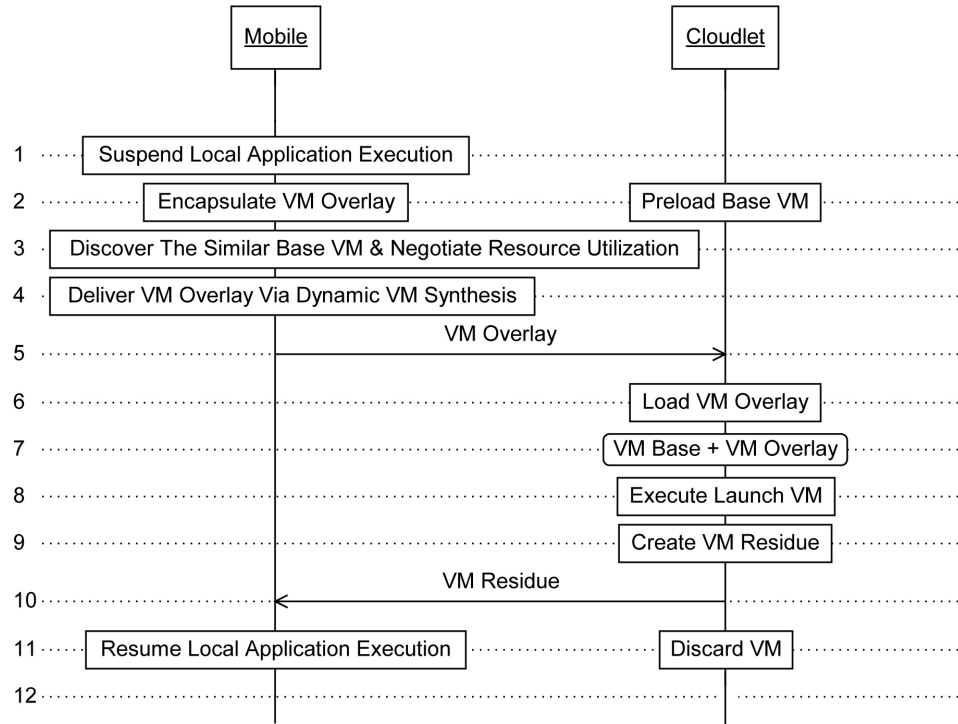 Mobile Cloudlet
1 Suspend Local Application Execution
2 Encapsulate VM Overlay Preload Base VM
3 Discover The Similar Base VM & Negotiate Resource Utilization
4 Deliver VM Overlay Via Dynamic VM Synthesis
VM Overlay
5
6 Load VM Overlay
7 VM Base + VM Overlay
8 Execute Launch VM
9 Create VM Residue
VM Residue
10
11 Resume Local Application Execution Discard VM
12